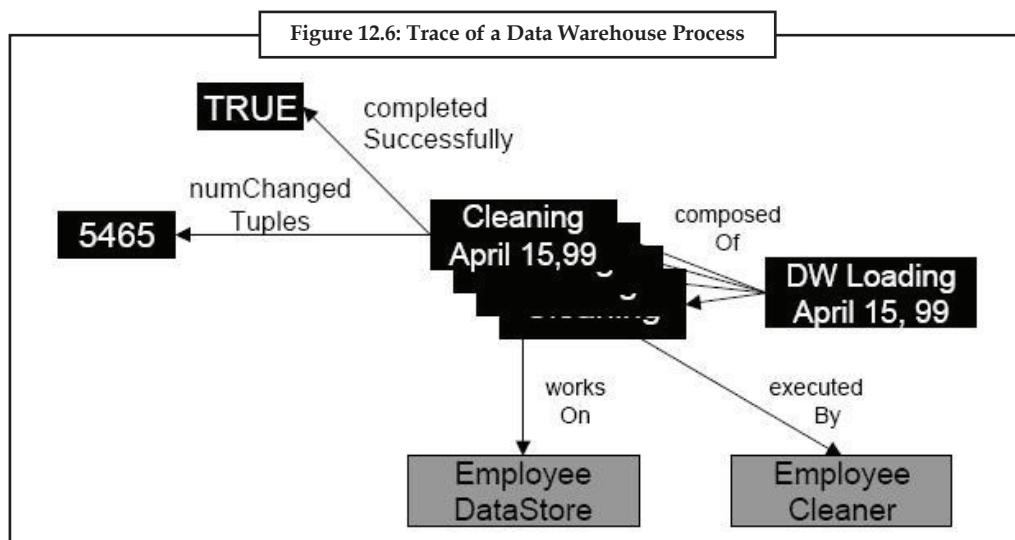 Figure 12.6: Trace of a Data Warehouse Process
TRUE
completed
Successfully
numChanged
Tuples
5465
Cleaning
April 15,99
Cleaning
composed
Of
DW Loading
April 15, 99
works
On
executed
By
Employee
DataStore
Employee
Cleaner